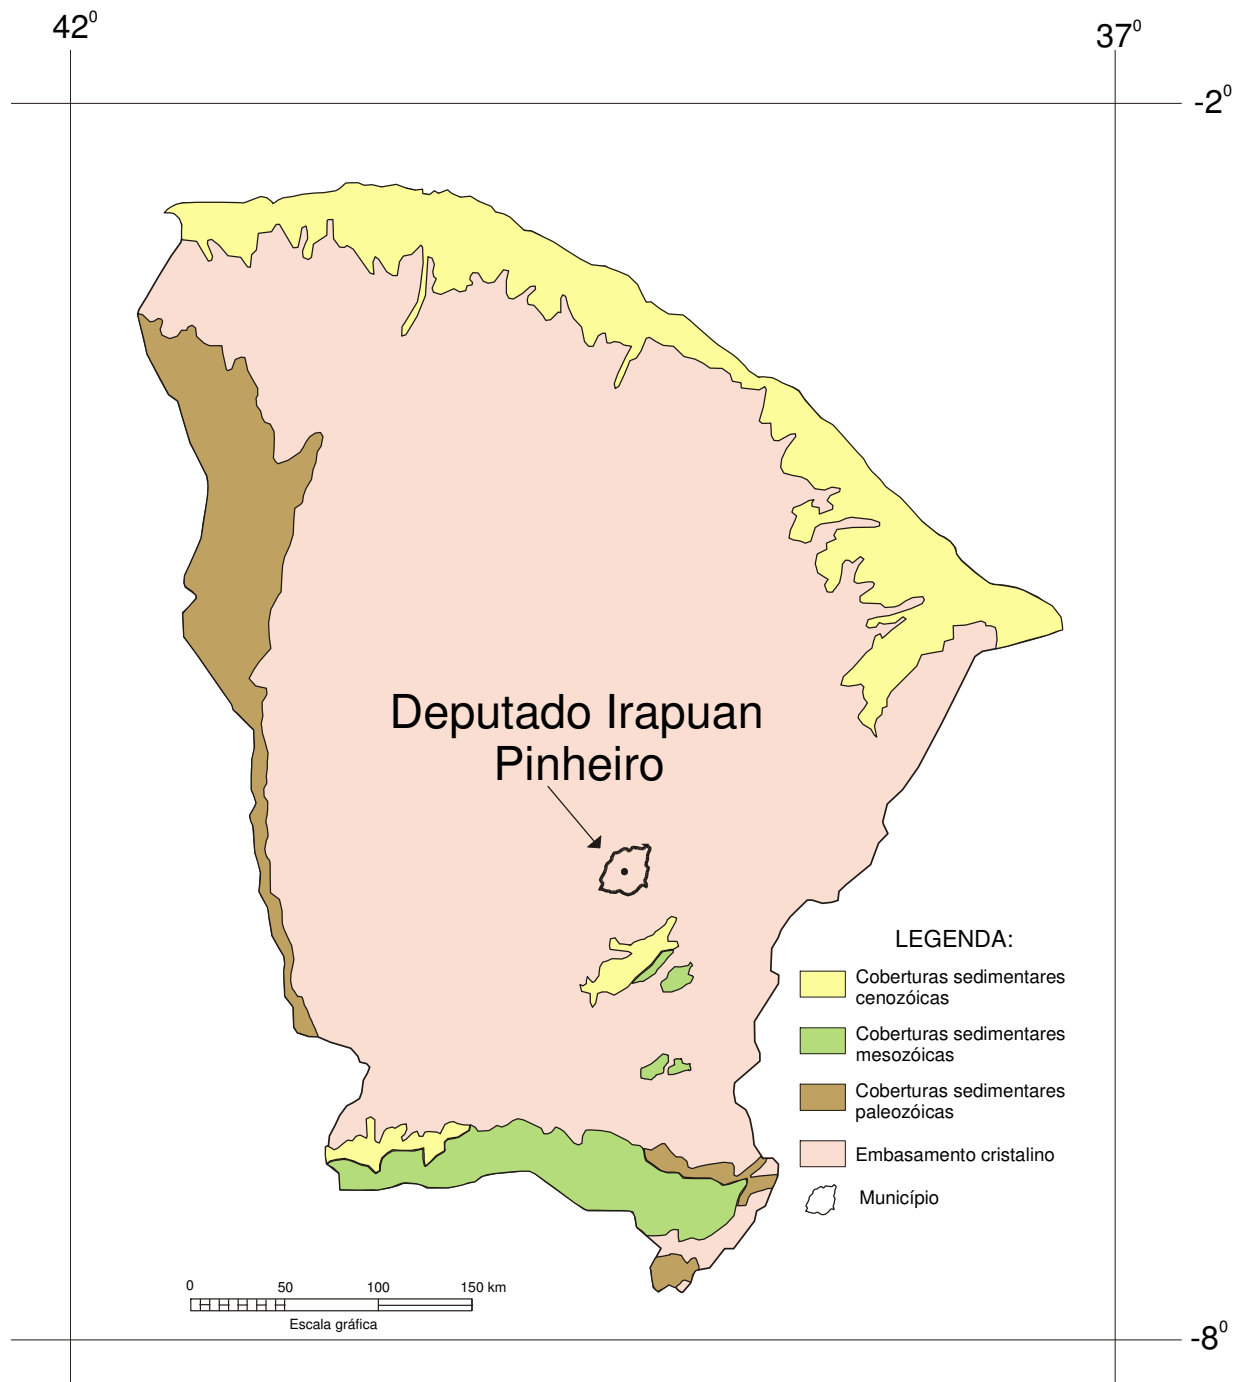 42⁰
37⁰
-2⁰
Deputado Irapuan
Pinheiro
LEGENDA:
Coberturas sedimentares
cenozóicas
Coberturas sedimentares
mesozóicas
Coberturas sedimentares
paleozóicas
Embasamento cristalino
Município
0 50 100 150 km
Escala gráfica
-8⁰